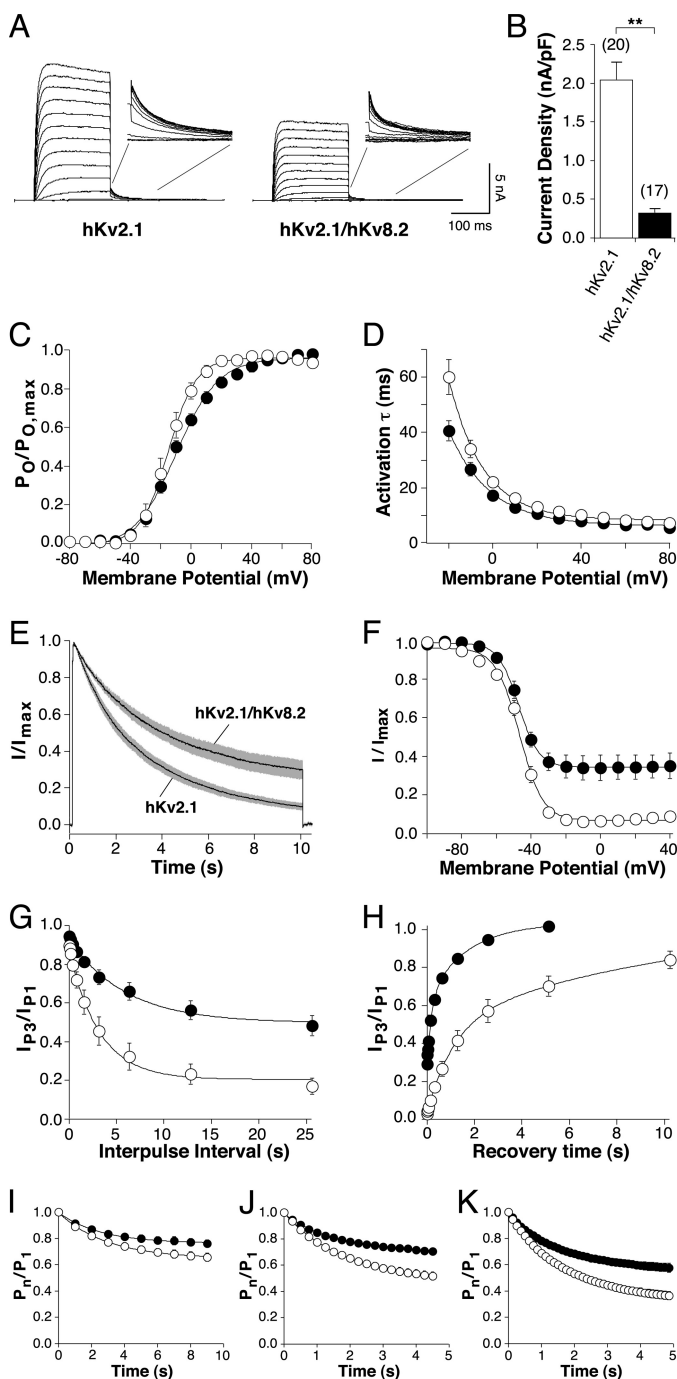 A
hKv2.1
hKv2.1/hKv8.2
5 nA
100 ms
B
**
(20)
(17)
Current Density (nA/pF)
2.5
2.0
1.5
1.0
0.5
0.0
hKv2.1
hKv2.1/hKv8.2
C
PO/PO,max
1.0
0.8
0.6
0.4
0.2
0.0
-80 -40 0 40 80
Membrane Potential (mV)
D
Activation τ (ms)
60
40
20
0
-40 0 40 80
Membrane Potential (mV)
E
I/Imax
1.0
0.8
0.6
0.4
0.2
0.0
hKv2.1/hKv8.2
hKv2.1
0 2 4 6 8 10
Time (s)
F
I / Imax
1.0
0.8
0.6
0.4
0.2
0.0
-80 -40 0 40
Membrane Potential (mV)
G
IP3/IP1
1.0
0.8
0.6
0.4
0.2
0.0
0 5 10 15 20 25
Interpulse Interval (s)
H
IP3/IP1
1.0
0.8
0.6
0.4
0.2
0
0 2 4 6 8 10
Recovery time (s)
I
Pn/P1
1.0
0.8
0.6
0.4
0.2
0.0
0 2 4 6 8 10
Time (s)
J
Pn/P1
1.0
0.8
0.6
0.4
0.2
0.0
0 1 2 3 4 5
Time (s)
K
Pn/P1
1.0
0.8
0.6
0.4
0.2
0.0
0 1 2 3 4 5
Time (s)